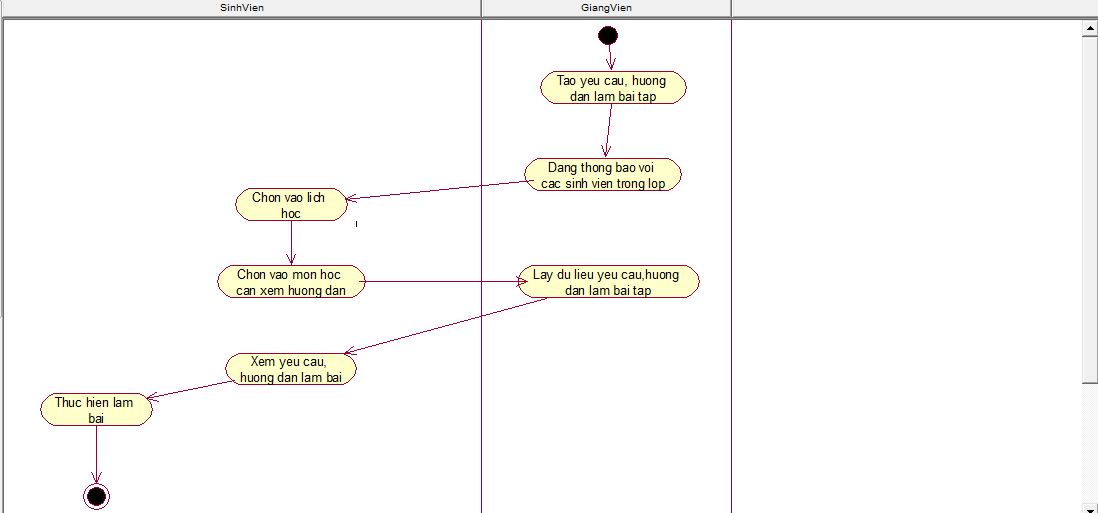 SinhVien
GiangVien
Tao yeu cau, huong
dan lam bai tap
Dang thong bao voi
cac sinh vien trong lop
Chon vao lich
hoc
Chon vao mon hoc
can xem huong dan
Lay du lieu yeu cau,huong
dan lam bai tap
Xem yeu cau,
huong dan lam bai
Thuc hien lam
bai